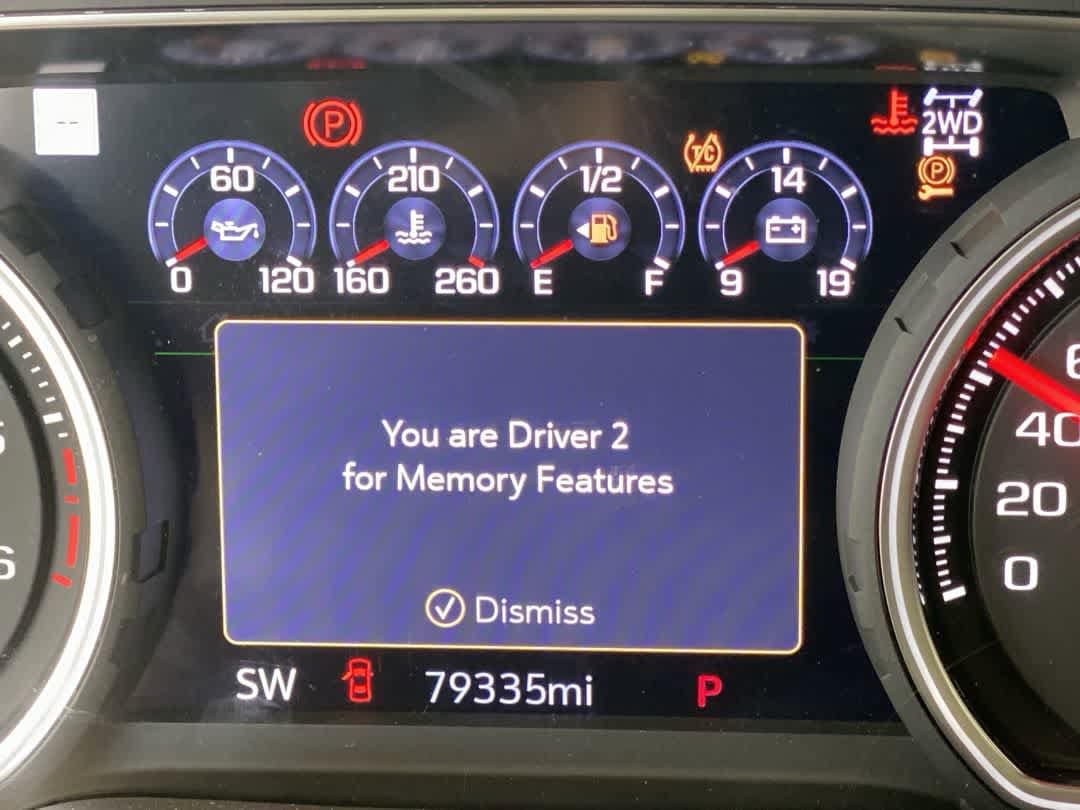 --
P
2WD
T/C
P
60
0 120
210
160 260
1/2
E F
14
9 19
You are Driver 2
for Memory Features
Dismiss
SW 79335mi P
6
40
20
0